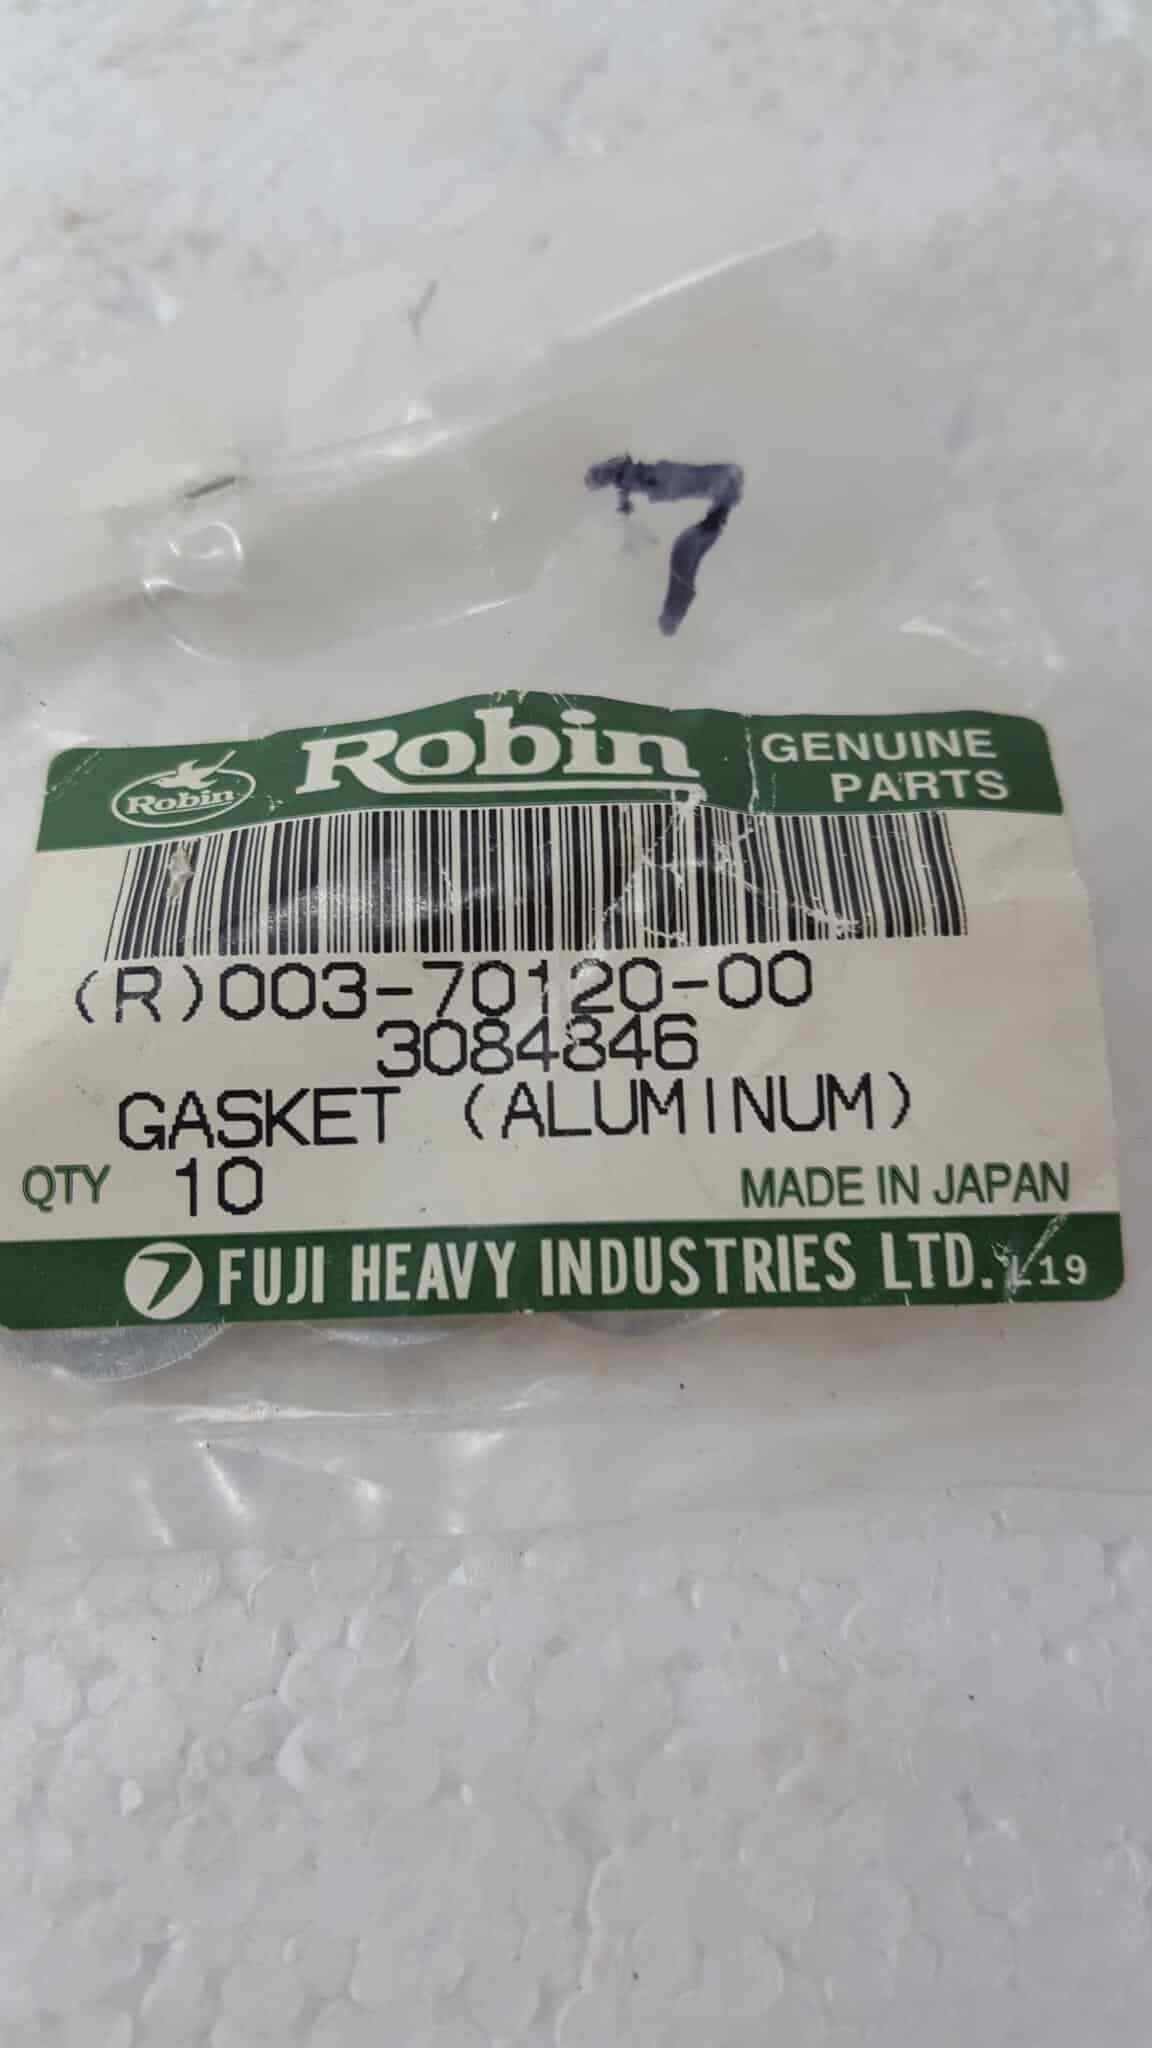 7
Robin
Robin
GENUINE
PARTS
(R)003-70120-00
3084846
GASKET (ALUMINUM)
QTY 10
MADE IN JAPAN
FUJI HEAVY INDUSTRIES LTD. L19